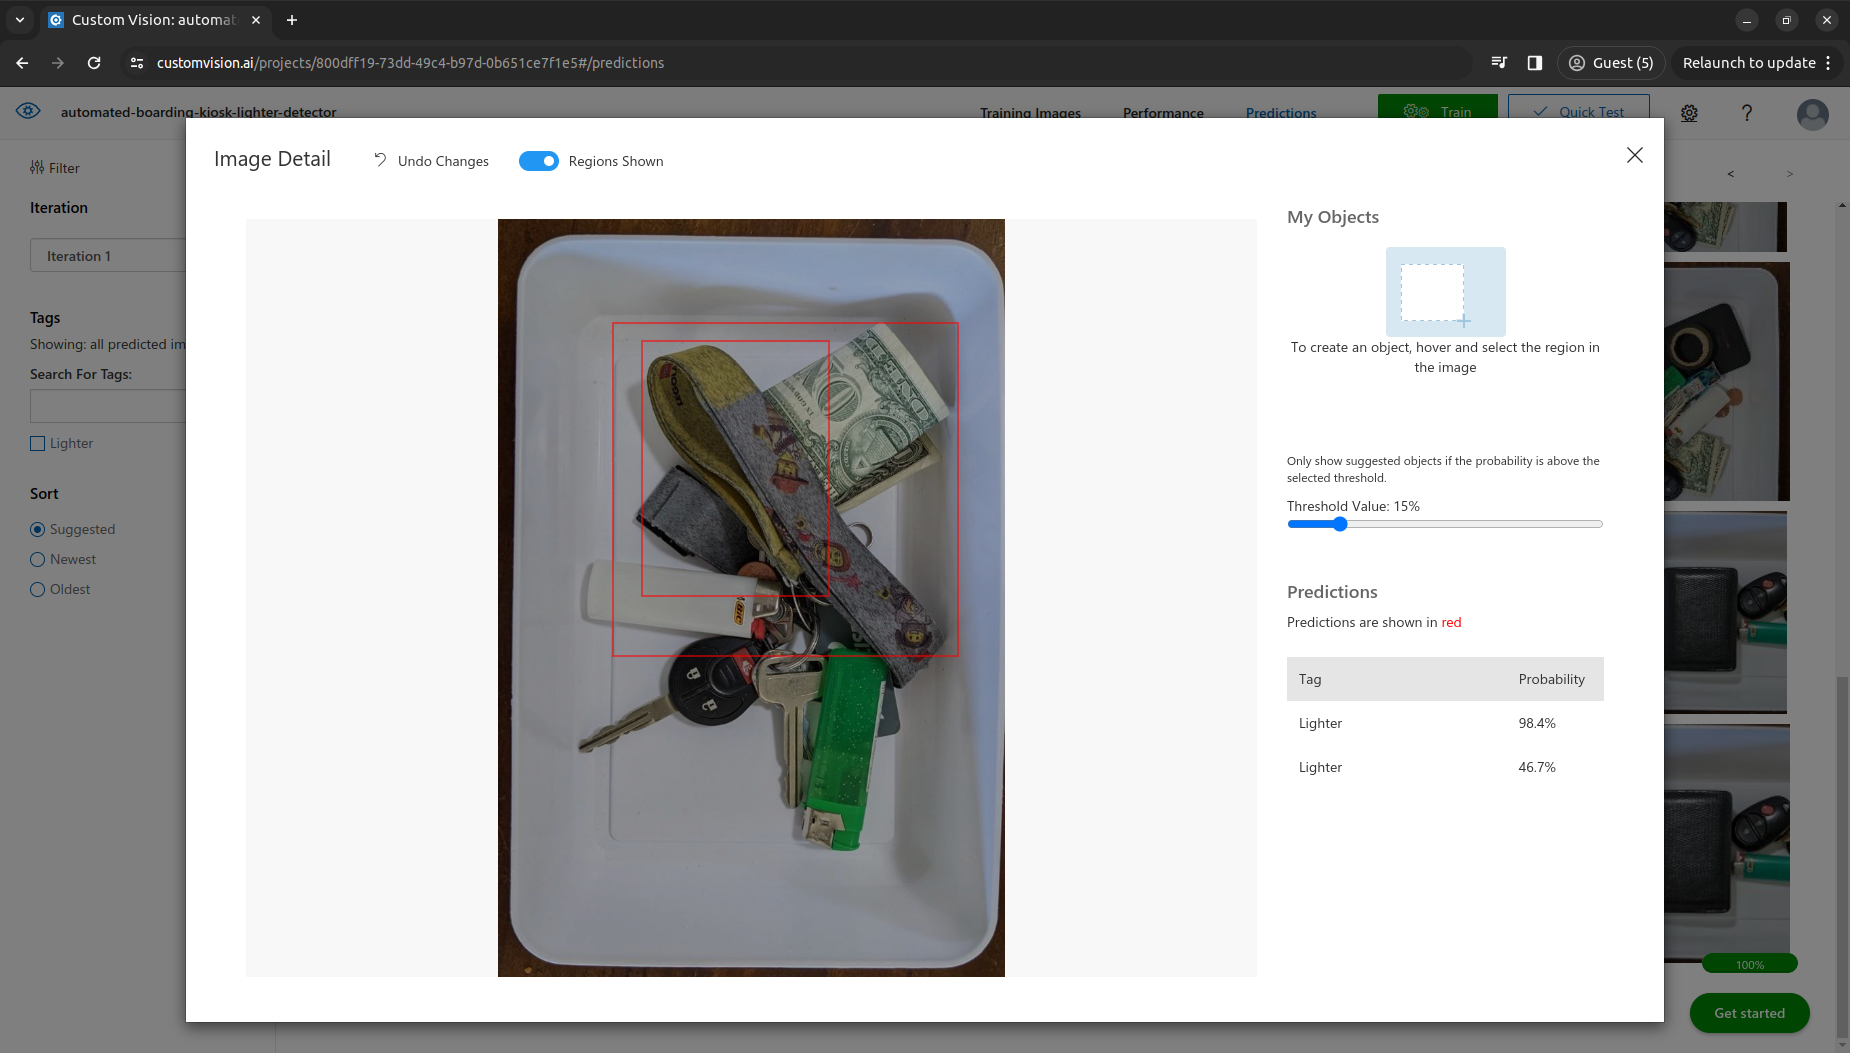 Custom Vision: automat
customvision.ai/projects/800dff19-73dd-49c4-b97d-0b651ce7f1e5#/predictions
Guest (5)
Relaunch to update
automated-boarding-kiosk-lighter-detector
Training Images
Performance
Predictions
Train
Quick Test
?
Filter
Iteration
Iteration 1
Tags
Showing: all predicted im
Search For Tags:
Lighter
Sort
Suggested
Newest
Oldest
Image Detail
Undo Changes
Regions Shown
BIC
My Objects
To create an object, hover and select the region in
the image
Only show suggested objects if the probability is above the
selected threshold.
Threshold Value: 15%
Predictions
Predictions are shown in red
Tag Probability
Lighter 98.4%
Lighter 46.7%
< >
100%
Get started